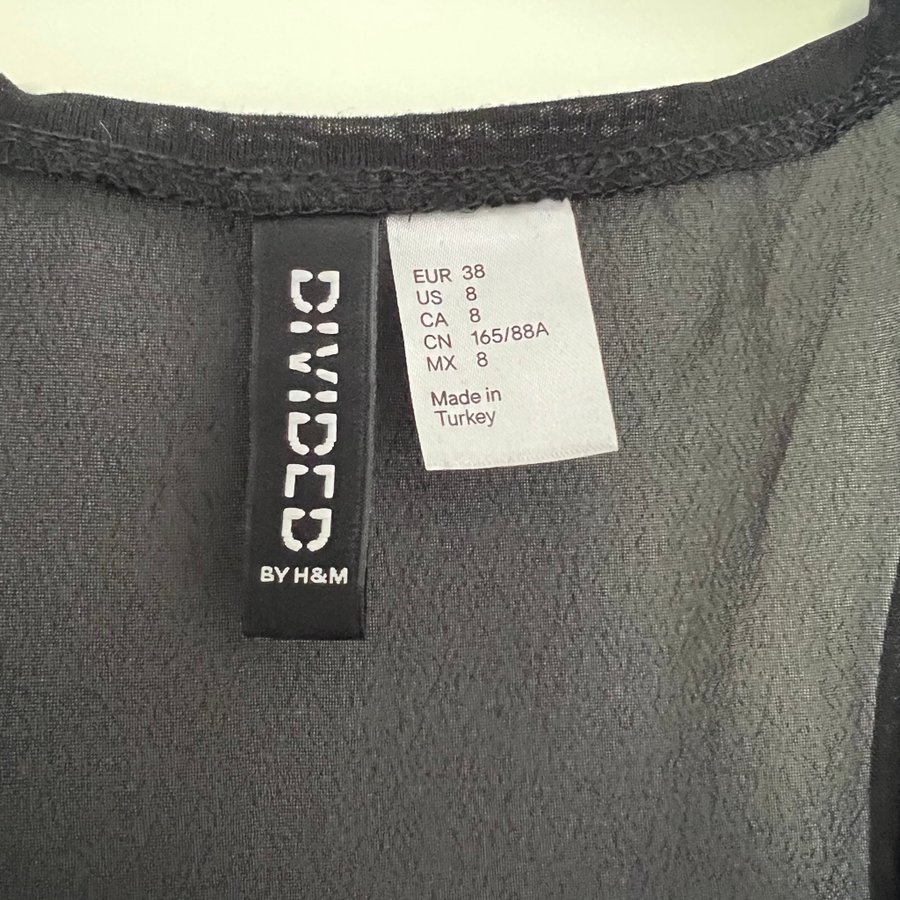 DIVIDED
BY H&M
EUR 38
US 8
CA 8
CN 165/88A
MX 8
Made in
Turkey